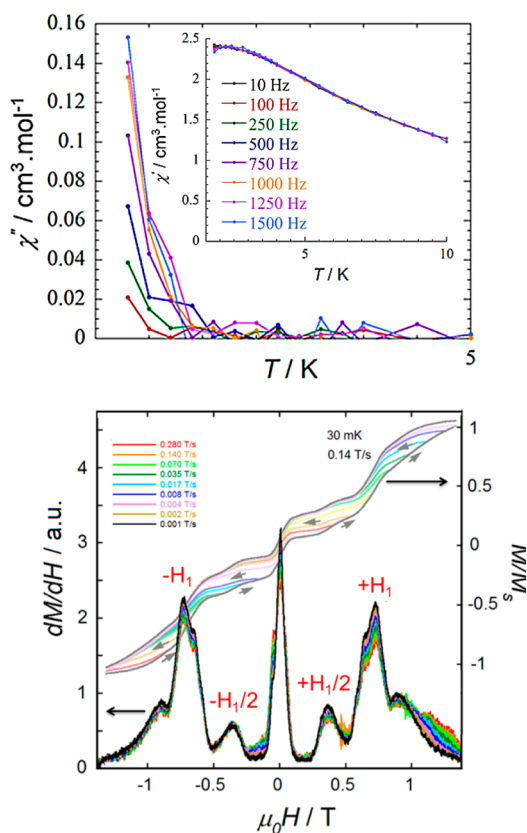 0.16
0.14
0.12
0.1
0.08
0.06
0.04
0.02
0
χ" / cm³.mol⁻¹
2.5
2
1.5
1
0.5
0
χ' / cm³.mol⁻¹
10 Hz
100 Hz
250 Hz
500 Hz
750 Hz
1000 Hz
1250 Hz
1500 Hz
5
10
T / K
5
T / K
4
3
2
1
0
dM/dH / a.u.
0.280 T/s
0.140 T/s
0.070 T/s
0.035 T/s
0.017 T/s
0.008 T/s
0.004 T/s
0.002 T/s
0.001 T/s
30 mK
0.14 T/s
-H₁
-H₁/2
+H₁/2
+H₁
1
0.5
0
-0.5
-1
M/Mₛ
-1
-0.5
0
0.5
1
μ₀H / T